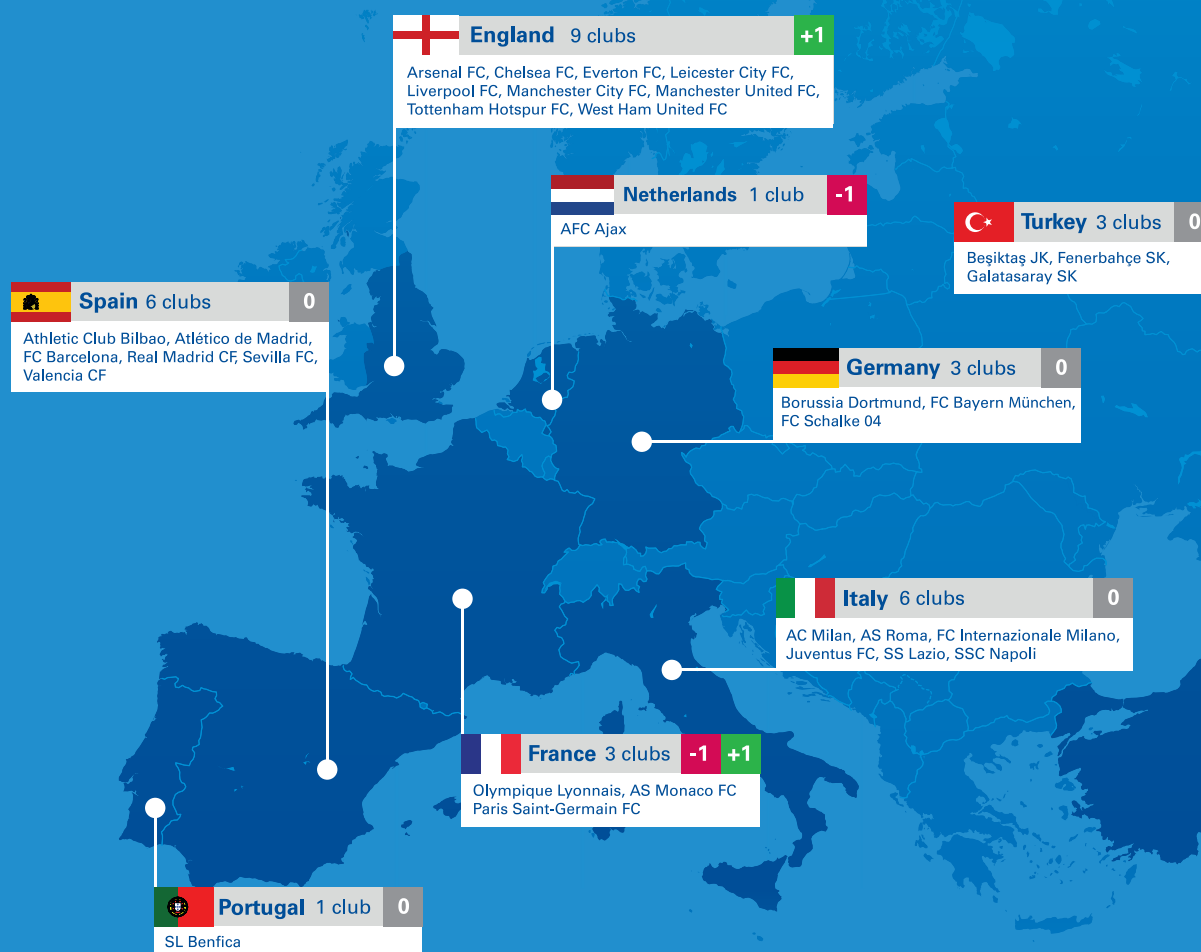 England 9 clubs +1
Arsenal FC, Chelsea FC, Everton FC, Leicester City FC,
Liverpool FC, Manchester City FC, Manchester United FC,
Tottenham Hotspur FC, West Ham United FC
Netherlands 1 club -1
AFC Ajax
Turkey 3 clubs 0
Beşiktaş JK, Fenerbahçe SK,
Galatasaray SK
Spain 6 clubs 0
Athletic Club Bilbao, Atlético de Madrid,
FC Barcelona, Real Madrid CF, Sevilla FC,
Valencia CF
Germany 3 clubs 0
Borussia Dortmund, FC Bayern München,
FC Schalke 04
Italy 6 clubs 0
AC Milan, AS Roma, FC Internazionale Milano,
Juventus FC, SS Lazio, SSC Napoli
France 3 clubs -1 +1
Olympique Lyonnais, AS Monaco FC
Paris Saint-Germain FC
Portugal 1 club 0
SL Benfica